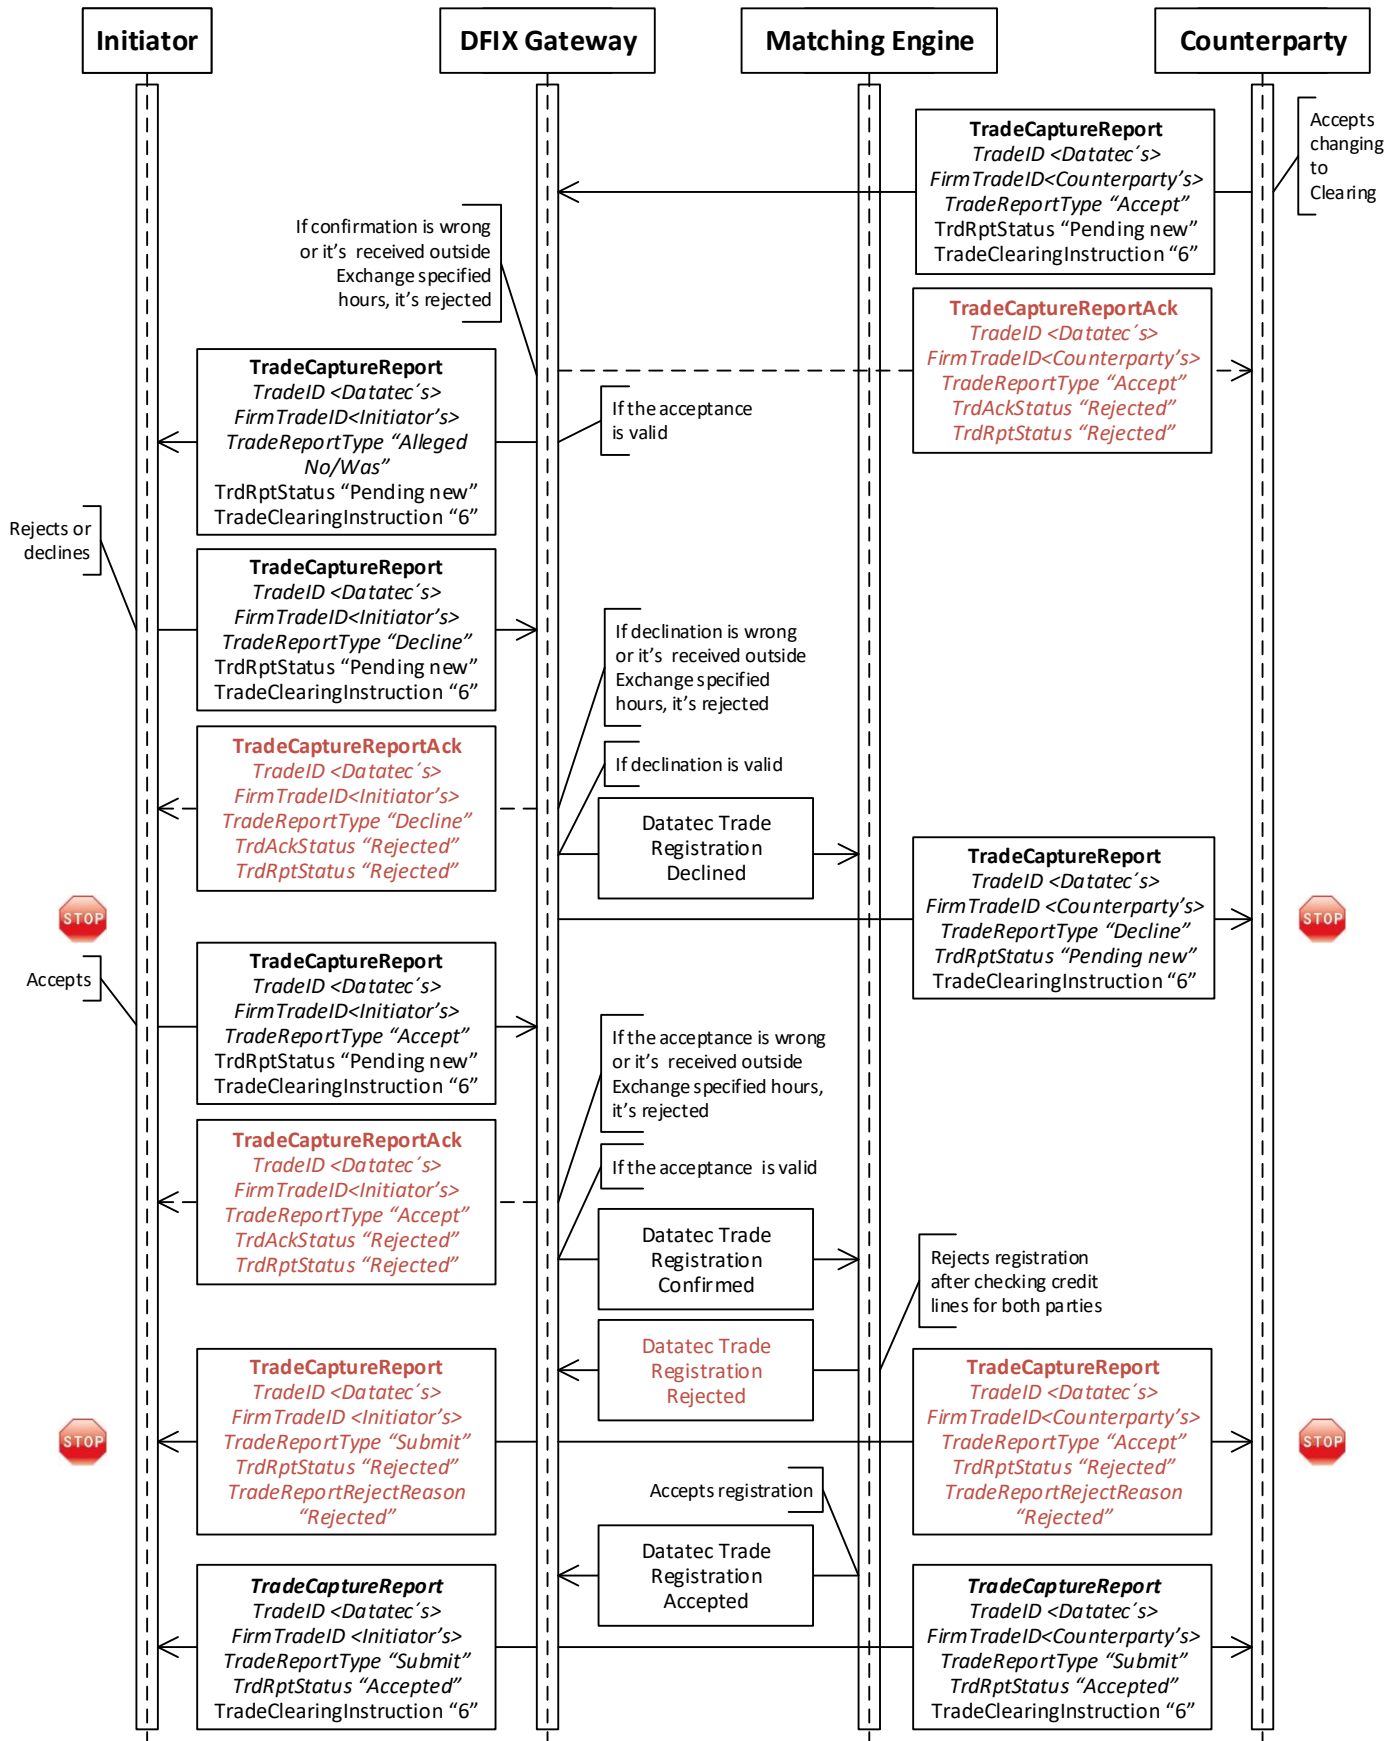 Initiator
DFIX Gateway
Matching Engine
Counterparty
Accepts
changing
to
Clearing
TradeCaptureReport
TradeID <Datatec´s>
FirmTradeID<Counterparty’s>
TradeReportType “Accept”
TrdRptStatus “Pending new”
TradeClearingInstruction “6”
If confirmation is wrong
or it’s received outside
Exchange specified
hours, it’s rejected
TradeCaptureReportAck
TradeID <Datatec´s>
FirmTradeID<Counterparty’s>
TradeReportType “Accept”
TrdAckStatus “Rejected”
TrdRptStatus “Rejected”
TradeCaptureReport
TradeID <Datatec´s>
FirmTradeID<Initiator’s>
TradeReportType “Alleged
No/Was”
TrdRptStatus “Pending new”
TradeClearingInstruction “6”
If the acceptance
is valid
Rejects or
declines
TradeCaptureReport
TradeID <Datatec´s>
FirmTradeID<Initiator’s>
TradeReportType “Decline”
TrdRptStatus “Pending new”
TradeClearingInstruction “6”
If declination is wrong
or it’s received outside
Exchange specified
hours, it’s rejected
TradeCaptureReportAck
TradeID <Datatec´s>
FirmTradeID<Initiator’s>
TradeReportType “Decline”
TrdAckStatus “Rejected”
TrdRptStatus “Rejected”
If declination is valid
Datatec Trade
Registration
Declined
TradeCaptureReport
TradeID <Datatec´s>
FirmTradeID <Counterparty’s>
TradeReportType “Decline”
TrdRptStatus “Pending new”
TradeClearingInstruction “6”
STOP
STOP
Accepts
TradeCaptureReport
TradeID <Datatec´s>
FirmTradeID<Initiator’s>
TradeReportType “Accept”
TrdRptStatus “Pending new”
TradeClearingInstruction “6”
If the acceptance is wrong
or it’s received outside
Exchange specified hours,
it’s rejected
TradeCaptureReportAck
TradeID <Datatec´s>
FirmTradeID<Initiator’s>
TradeReportType “Accept”
TrdAckStatus “Rejected”
TrdRptStatus “Rejected”
If the acceptance is valid
Datatec Trade
Registration
Confirmed
Rejects registration
after checking credit
lines for both parties
Datatec Trade
Registration
Rejected
TradeCaptureReport
TradeID <Datatec´s>
FirmTradeID <Initiator’s>
TradeReportType “Submit”
TrdRptStatus “Rejected”
TradeReportRejectReason
“Rejected”
TradeCaptureReport
TradeID <Datatec´s>
FirmTradeID<Counterparty’s>
TradeReportType “Accept”
TrdRptStatus “Rejected”
TradeReportRejectReason
“Rejected”
STOP
STOP
Accepts registration
Datatec Trade
Registration
Accepted
TradeCaptureReport
TradeID <Datatec´s>
FirmTradeID <Initiator’s>
TradeReportType “Submit”
TrdRptStatus “Accepted”
TradeClearingInstruction “6”
TradeCaptureReport
TradeID <Datatec´s>
FirmTradeID<Counterparty’s>
TradeReportType “Submit”
TrdRptStatus “Accepted”
TradeClearingInstruction “6”